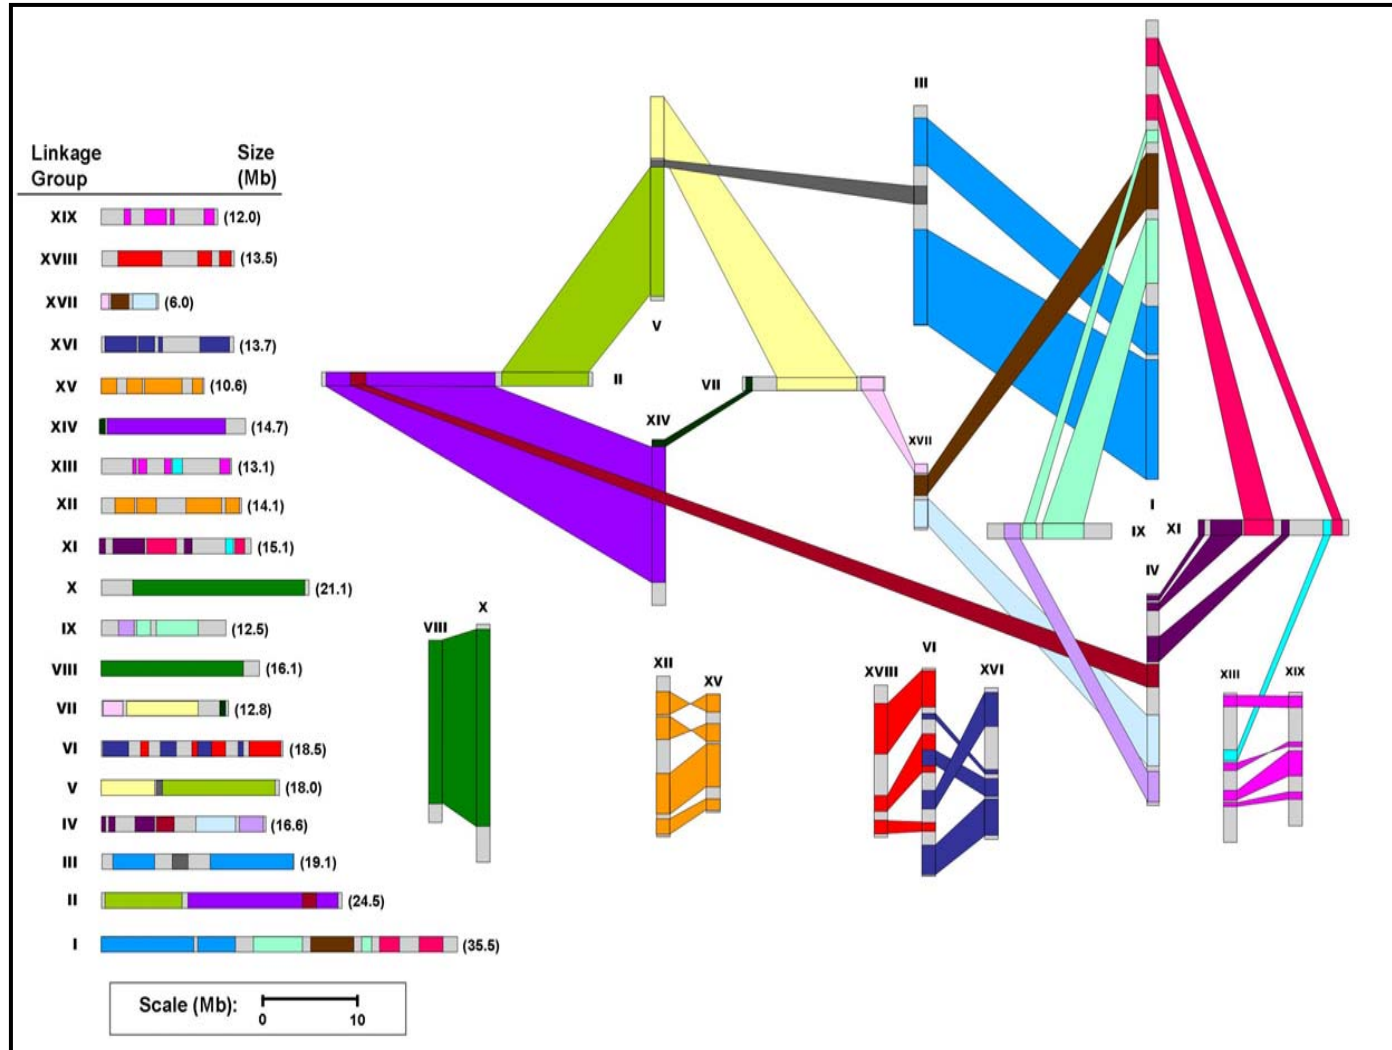 Linkage Group
Size (Mb)
XIX (12.0)
XVIII (13.5)
XVII (6.0)
XVI (13.7)
XV (10.6)
XIV (14.7)
XIII (13.1)
XII (14.1)
XI (15.1)
X (21.1)
IX (12.5)
VIII (16.1)
VII (12.8)
VI (18.5)
V (18.0)
IV (16.6)
III (19.1)
II (24.5)
I (35.5)
Scale (Mb):
0 10
III
V
II
VII
XIV
XVII
I
IX
XI
IV
VIII
X
XII
XV
XVIII
VI
XVI
XIII
XIX